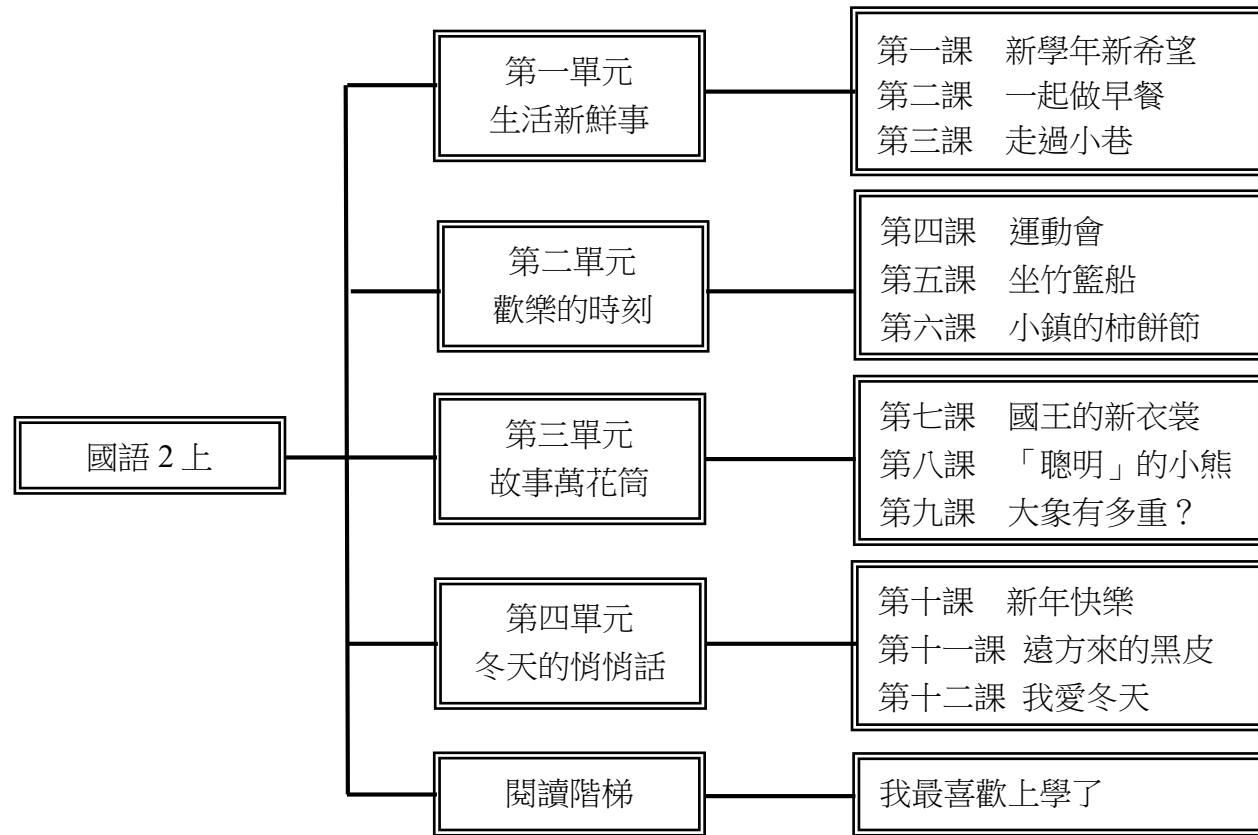 國語 2 上
第一單元
生活新鮮事
第一課　新學年新希望
第二課　一起做早餐
第三課　走過小巷
第二單元
歡樂的時刻
第四課　運動會
第五課　坐竹籃船
第六課　小鎮的柿餅節
第三單元
故事萬花筒
第七課　國王的新衣裳
第八課　「聰明」的小熊
第九課　大象有多重？
第四單元
冬天的悄悄話
第十課　新年快樂
第十一課 遠方來的黑皮
第十二課 我愛冬天
閱讀階梯
我最喜歡上學了